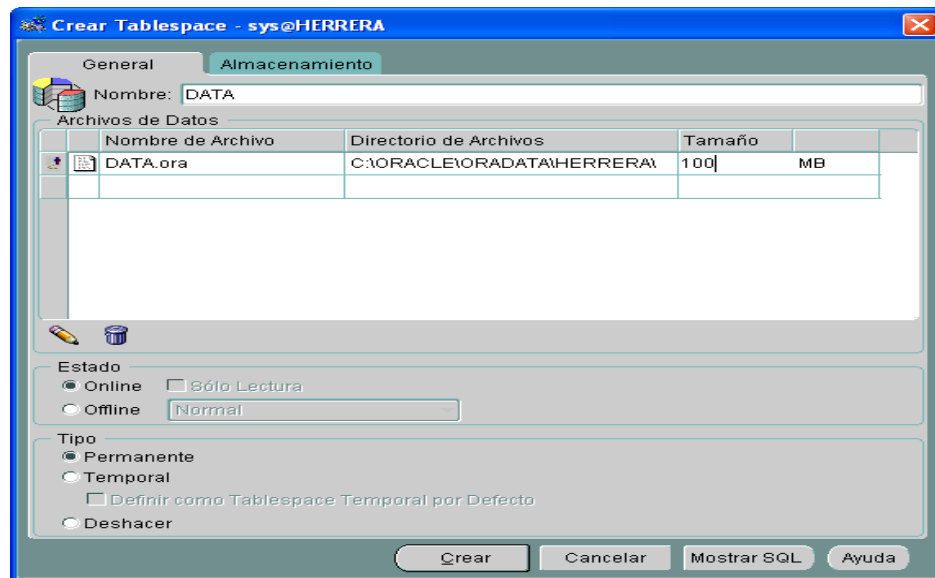 Crear Tablespace - sys@HERRERA
General Almacenamiento
Nombre: DATA
Archivos de Datos
Nombre de Archivo Directorio de Archivos Tamaño
DATA.ora C:\ORACLE\ORADATA\HERRERA\ 100 MB
Estado
Online Sólo Lectura
Offline Normal
Tipo
Permanente
Temporal
Definir como Tablespace Temporal por Defecto
Deshacer
Crear Cancelar Mostrar SQL Ayuda